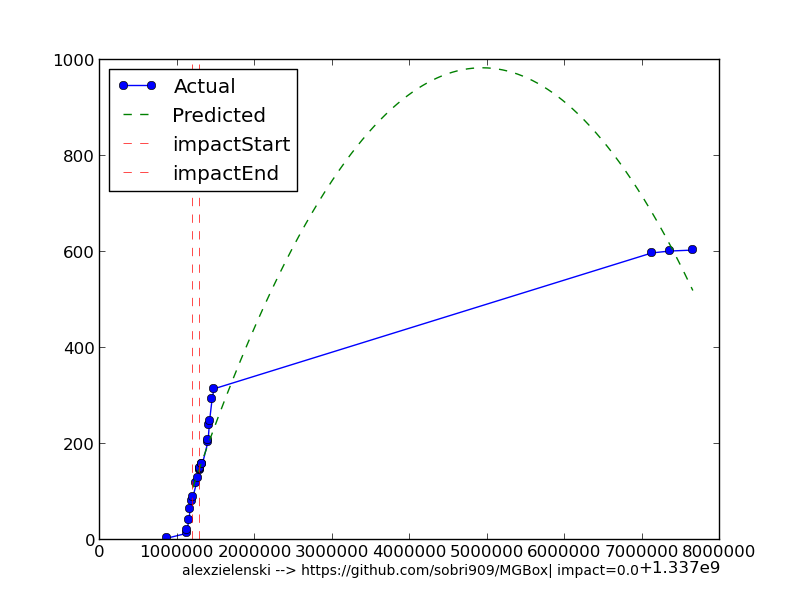 1000
Actual
Predicted
impactStart
impactEnd
800
600
400
200
0
0 1000000 2000000 3000000 4000000 5000000 6000000 7000000 8000000
alexzielenski --> https://github.com/sobri909/MGBox| impact=0.0 +1.337e9